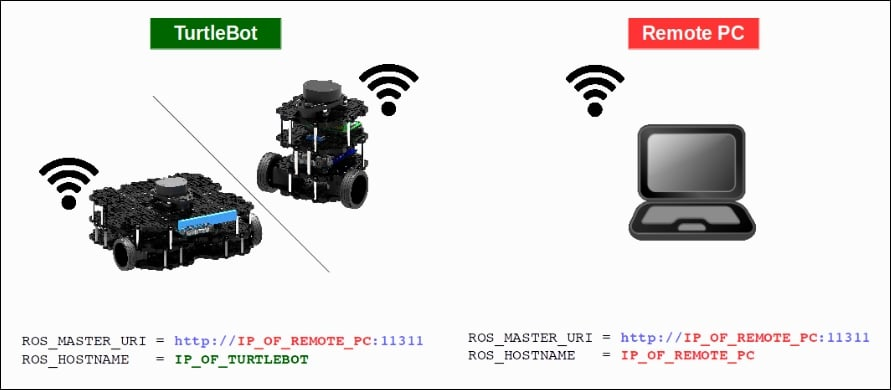 TurtleBot
Remote PC
ROS_MASTER_URI = http://IP_OF_REMOTE_PC:11311
ROS_HOSTNAME = IP_OF_TURTLEBOT
ROS_MASTER_URI = http://IP_OF_REMOTE_PC:11311
ROS_HOSTNAME = IP_OF_REMOTE_PC